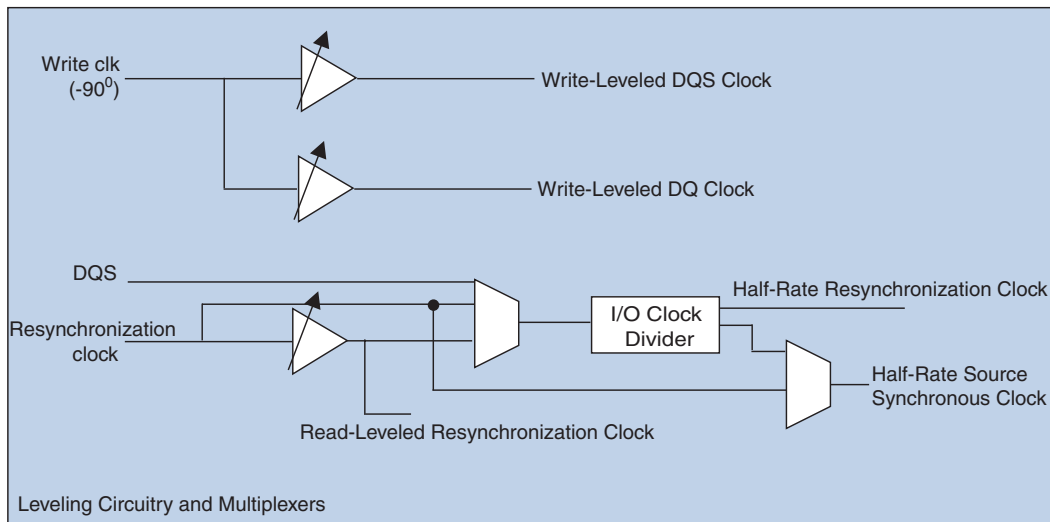 Write clk
(-90⁰)
Write-Leveled DQS Clock
Write-Leveled DQ Clock
DQS
Resynchronization
clock
I/O Clock
Divider
Half-Rate Resynchronization Clock
Half-Rate Source
Synchronous Clock
Read-Leveled Resynchronization Clock
Leveling Circuitry and Multiplexers